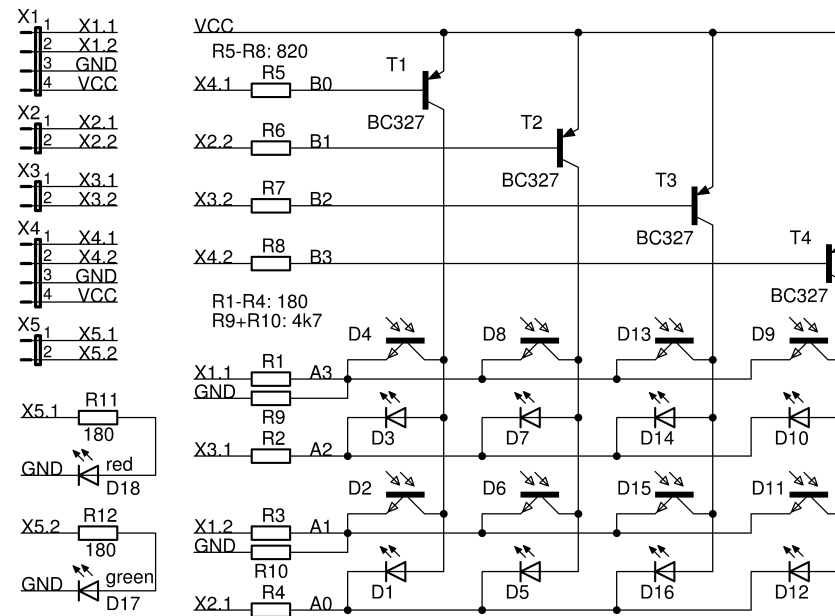 X1
1 X1.1
2 X1.2
3 GND
4 VCC
X2
1 X2.1
2 X2.2
X3
1 X3.1
2 X3.2
X4
1 X4.1
2 X4.2
3 GND
4 VCC
X5
1 X5.1
2 X5.2
X5.1 R11
180
GND red
D18
X5.2 R12
180
GND green
D17
VCC
R5-R8: 820
X4.1 R5 B0 T1
BC327
X2.2 R6 B1 T2
BC327
X3.2 R7 B2 T3
BC327
X4.2 R8 B3 T4
BC327
R1-R4: 180
R9+R10: 4k7
D4 D8 D13 D9
X1.1 R1 A3
GND
R9
D3 D7 D14 D10
X3.1 R2 A2
D2 D6 D15 D11
X1.2 R3 A1
GND
R10
D1 D5 D16 D12
X2.1 R4 A0